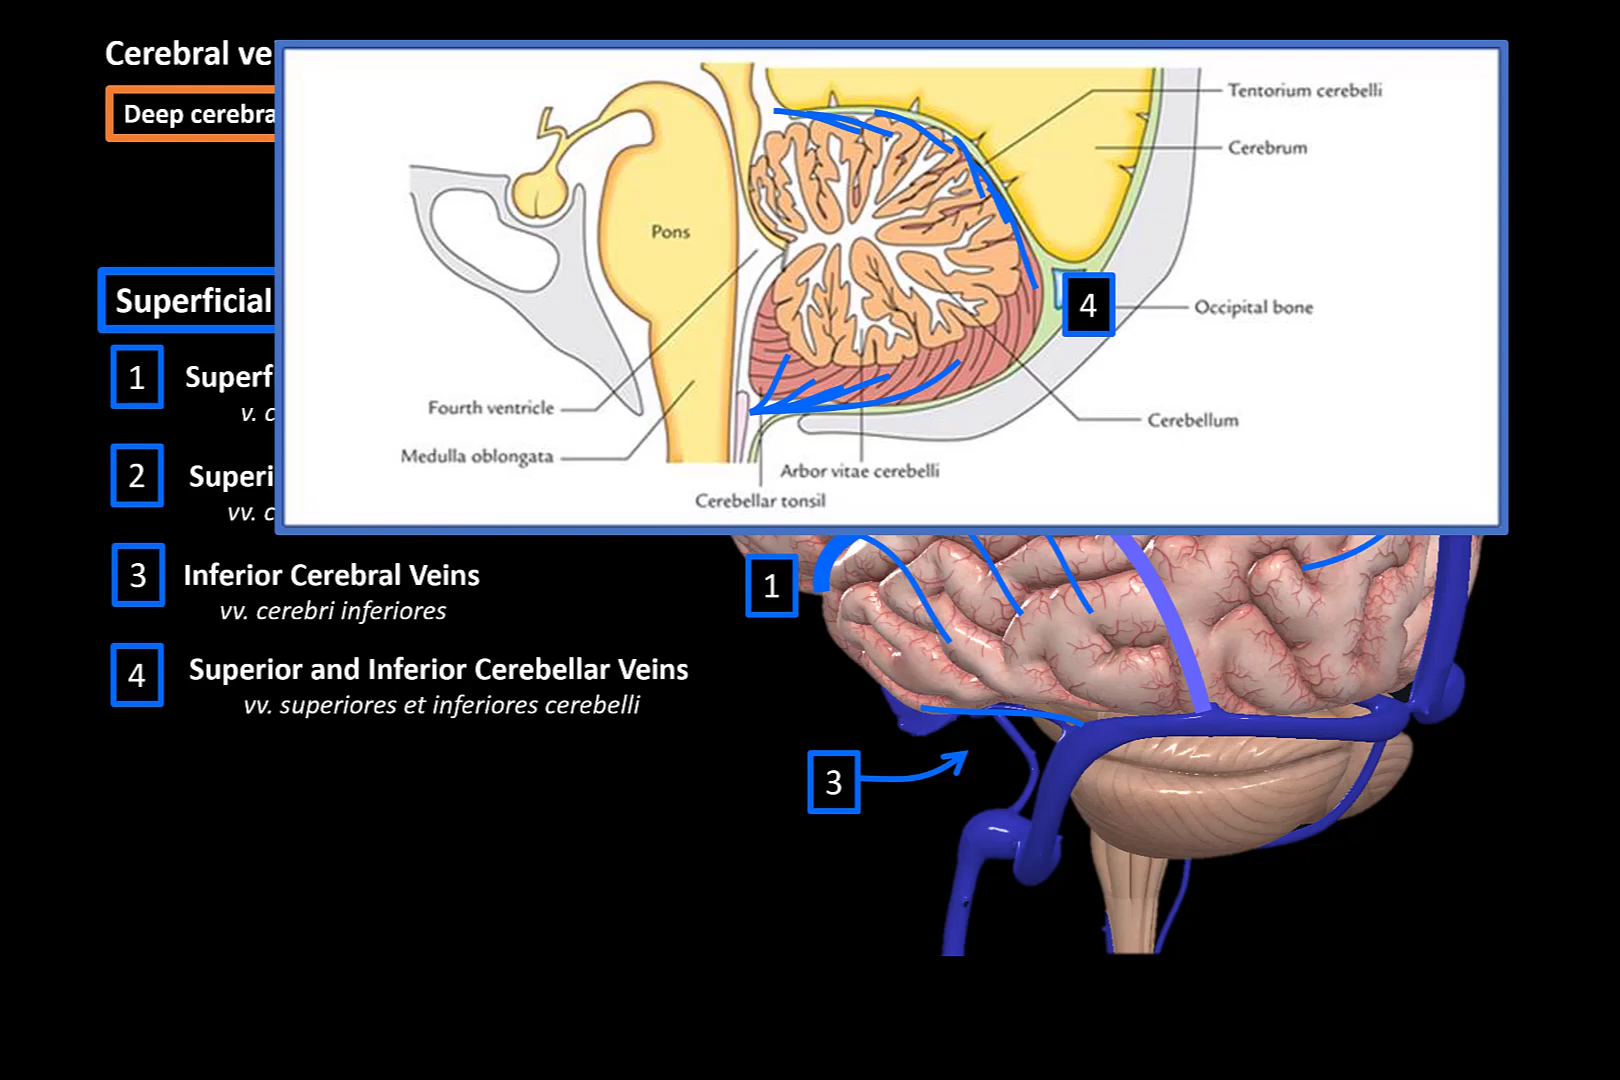 Cerebral ve
Deep cerebra
Superficial
1 Superf
v. c
2 Superi
vv. c
3 Inferior Cerebral Veins
vv. cerebri inferiores
4 Superior and Inferior Cerebellar Veins
vv. superiores et inferiores cerebelli
Tentorium cerebelli
Cerebrum
Pons
4
Occipital bone
Fourth ventricle
Cerebellum
Medulla oblongata
Arbor vitae cerebelli
Cerebellar tonsil
1
3